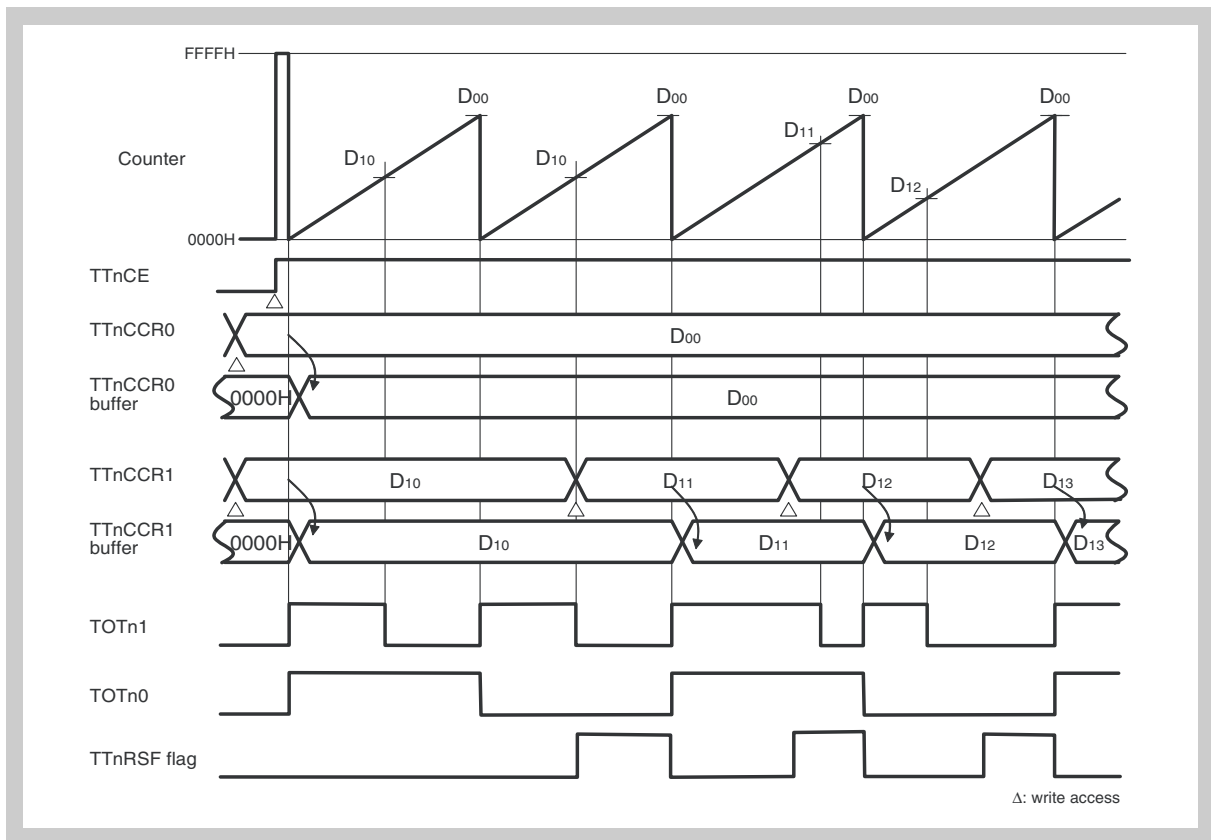 FFFFH
D00 D00 D00 D00
D11
D10 D10
Counter
D12
0000H
TTnCE
Δ
TTnCCR0
D00
Δ
TTnCCR0
buffer
0000H
D00
TTnCCR1
D10 D11 D12 D13
Δ Δ Δ Δ
TTnCCR1
buffer
0000H
D10 D11 D12 D13
TOTn1
TOTn0
TTnRSF flag
Δ: write access